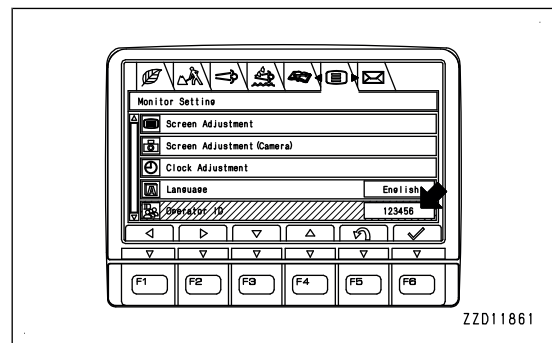 Monitor Setting
Screen Adjustment
Screen Adjustment (Camera)
Clock Adjustment
A Language English
Operator ID 123456
F1 F2 F3 F4 F5 F6
ZZD11861